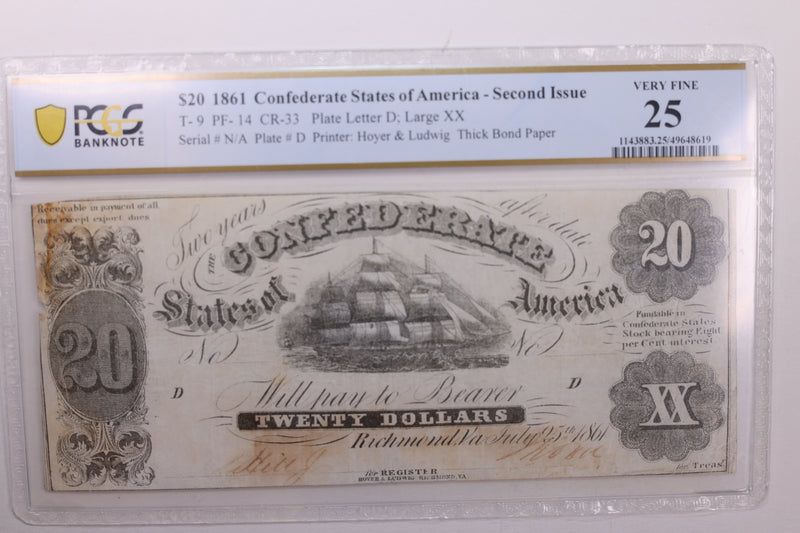 PCGS
BANKNOTE
$20 1861 Confederate States of America - Second Issue
T- 9 PF- 14 CR-33 Plate Letter D; Large XX
Serial # N/A Plate # D Printer: Hoyer & Ludwig Thick Bond Paper
VERY FINE
25
1143883.25/49648619
Receivable in payment of all
dues except export dues
Two years after date
THE CONFEDERATE
States of America
20
20
No No
Fundable in
Confederate States
Stock bearing Eight
per Cent interest
D D
Will pay to Bearer
XX
TWENTY DOLLARS
Richmond, Va July 25th 1861
for REGISTER
for Treasr
HOYER & LUDWIG RICHMOND, VA